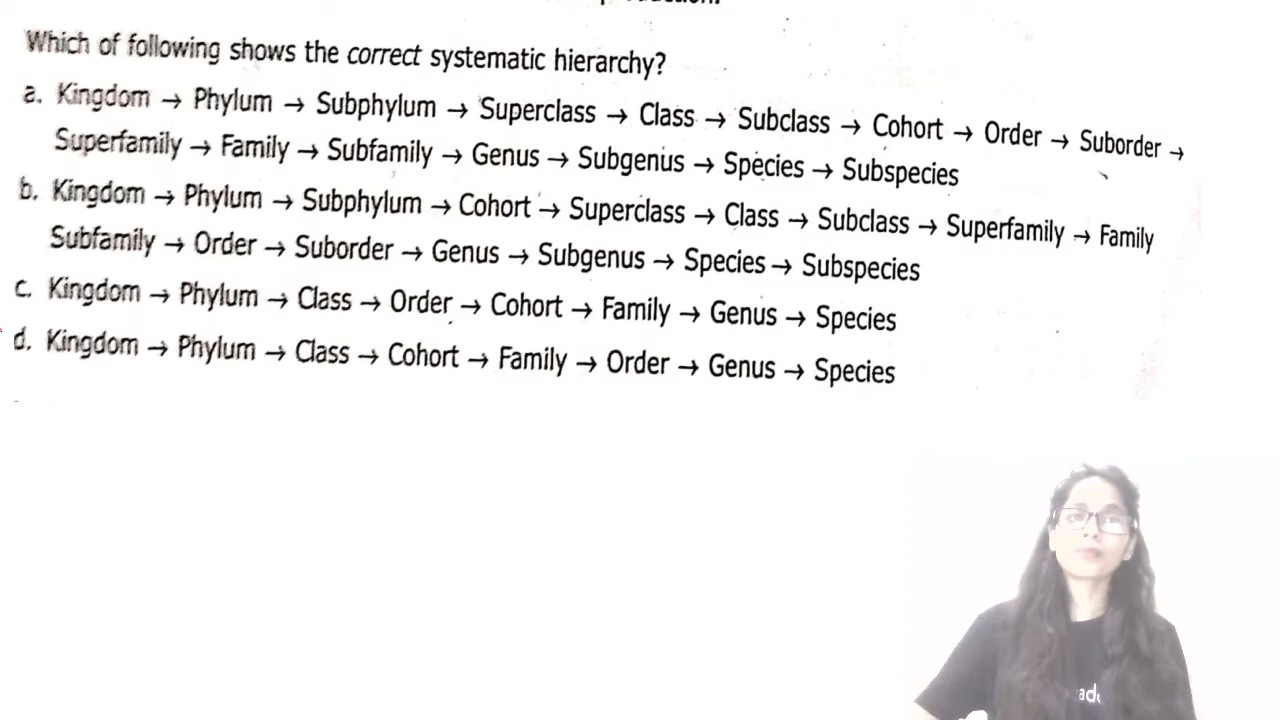 Which of following shows the correct systematic hierarchy?
a. Kingdom → Phylum → Subphylum → Superclass → Class → Subclass → Cohort → Order → Suborder →
Superfamily → Family → Subfamily → Genus → Subgenus → Species → Subspecies
b. Kingdom → Phylum → Subphylum → Cohort → Superclass → Class → Subclass → Superfamily → Family
Subfamily → Order → Suborder → Genus → Subgenus → Species → Subspecies
c. Kingdom → Phylum → Class → Order → Cohort → Family → Genus → Species
d. Kingdom → Phylum → Class → Cohort → Family → Order → Genus → Species